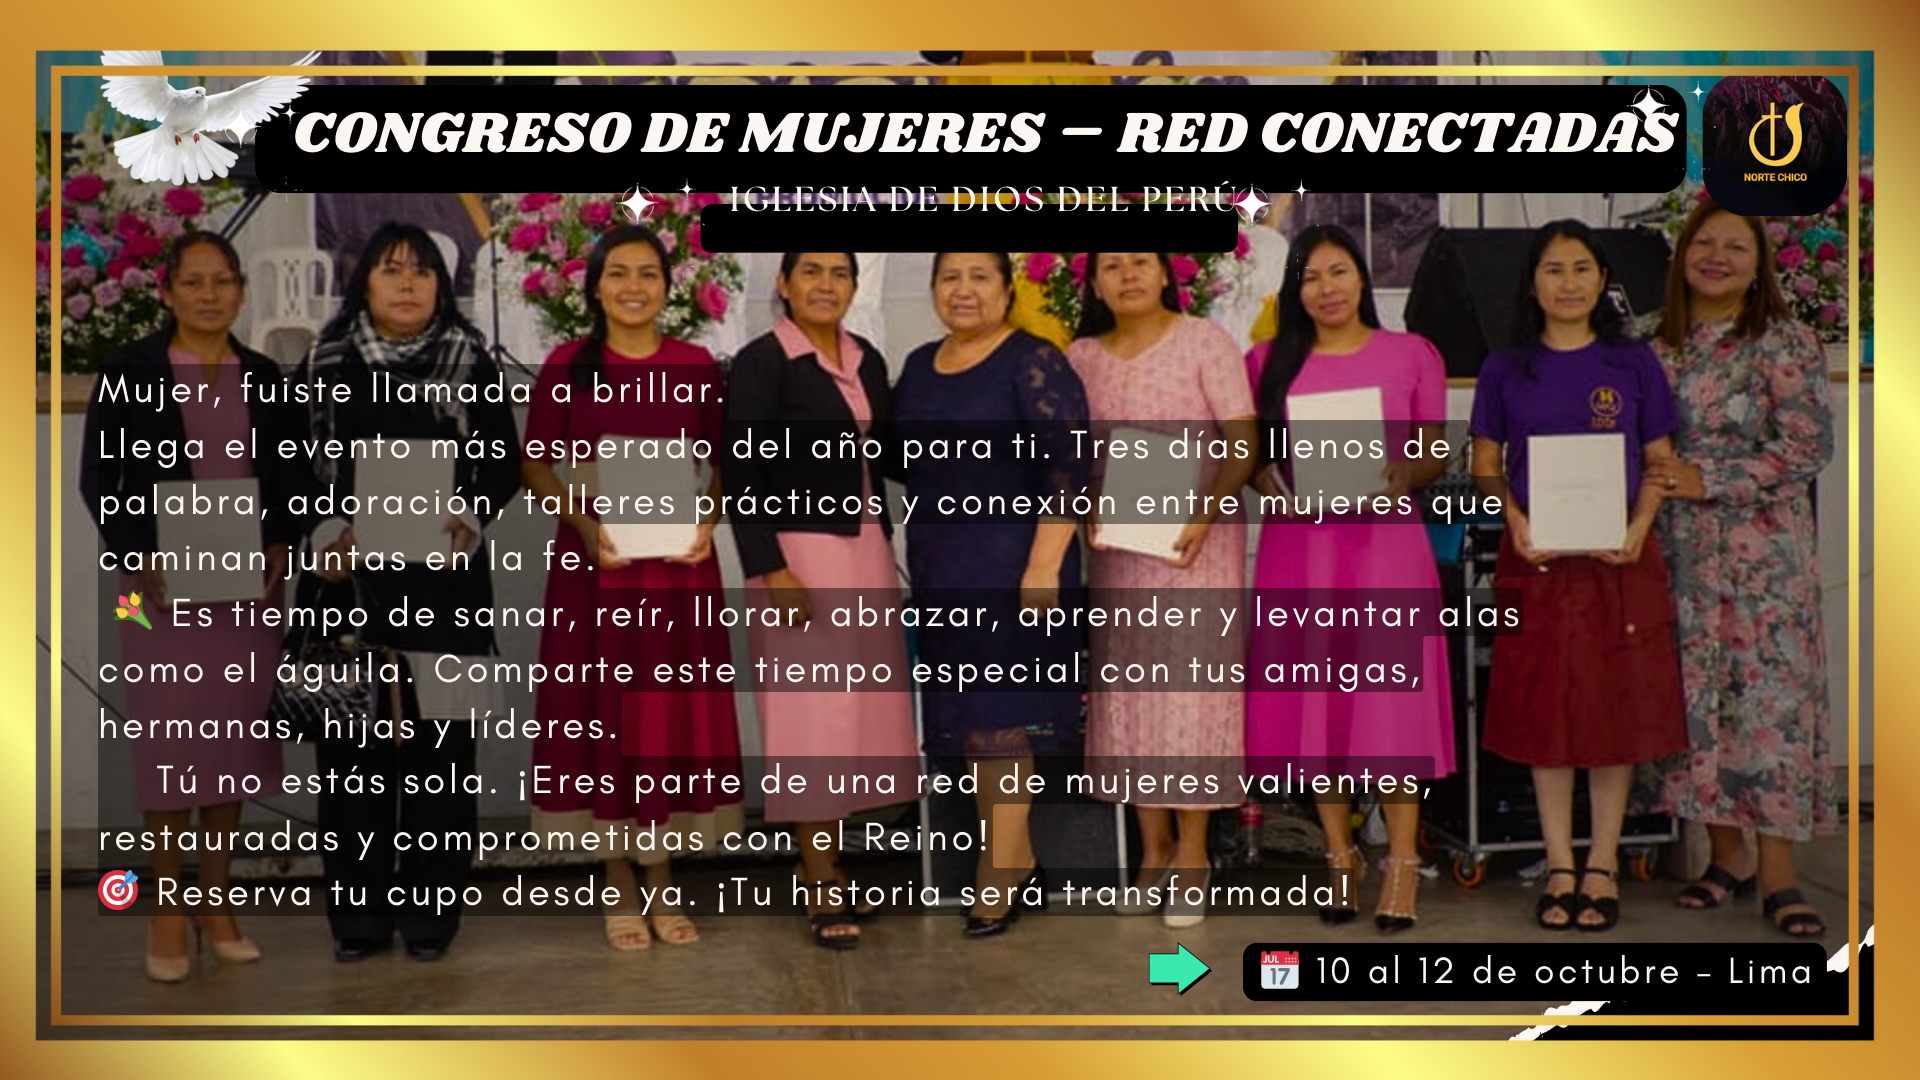 CONGRESO DE MUJERES – RED CONECTADAS
NORTE CHICO
IGLESIA DE DIOS DEL PERÚ
Mujer, fuiste llamada a brillar.
Llega el evento más esperado del año para ti. Tres días llenos de
palabra, adoración, talleres prácticos y conexión entre mujeres que
caminan juntas en la fe.
💐 Es tiempo de sanar, reír, llorar, abrazar, aprender y levantar alas
como el águila. Comparte este tiempo especial con tus amigas,
hermanas, hijas y líderes.
Tú no estás sola. ¡Eres parte de una red de mujeres valientes,
restauradas y comprometidas con el Reino!
🎯 Reserva tu cupo desde ya. ¡Tu historia será transformada!
📅 10 al 12 de octubre – Lima